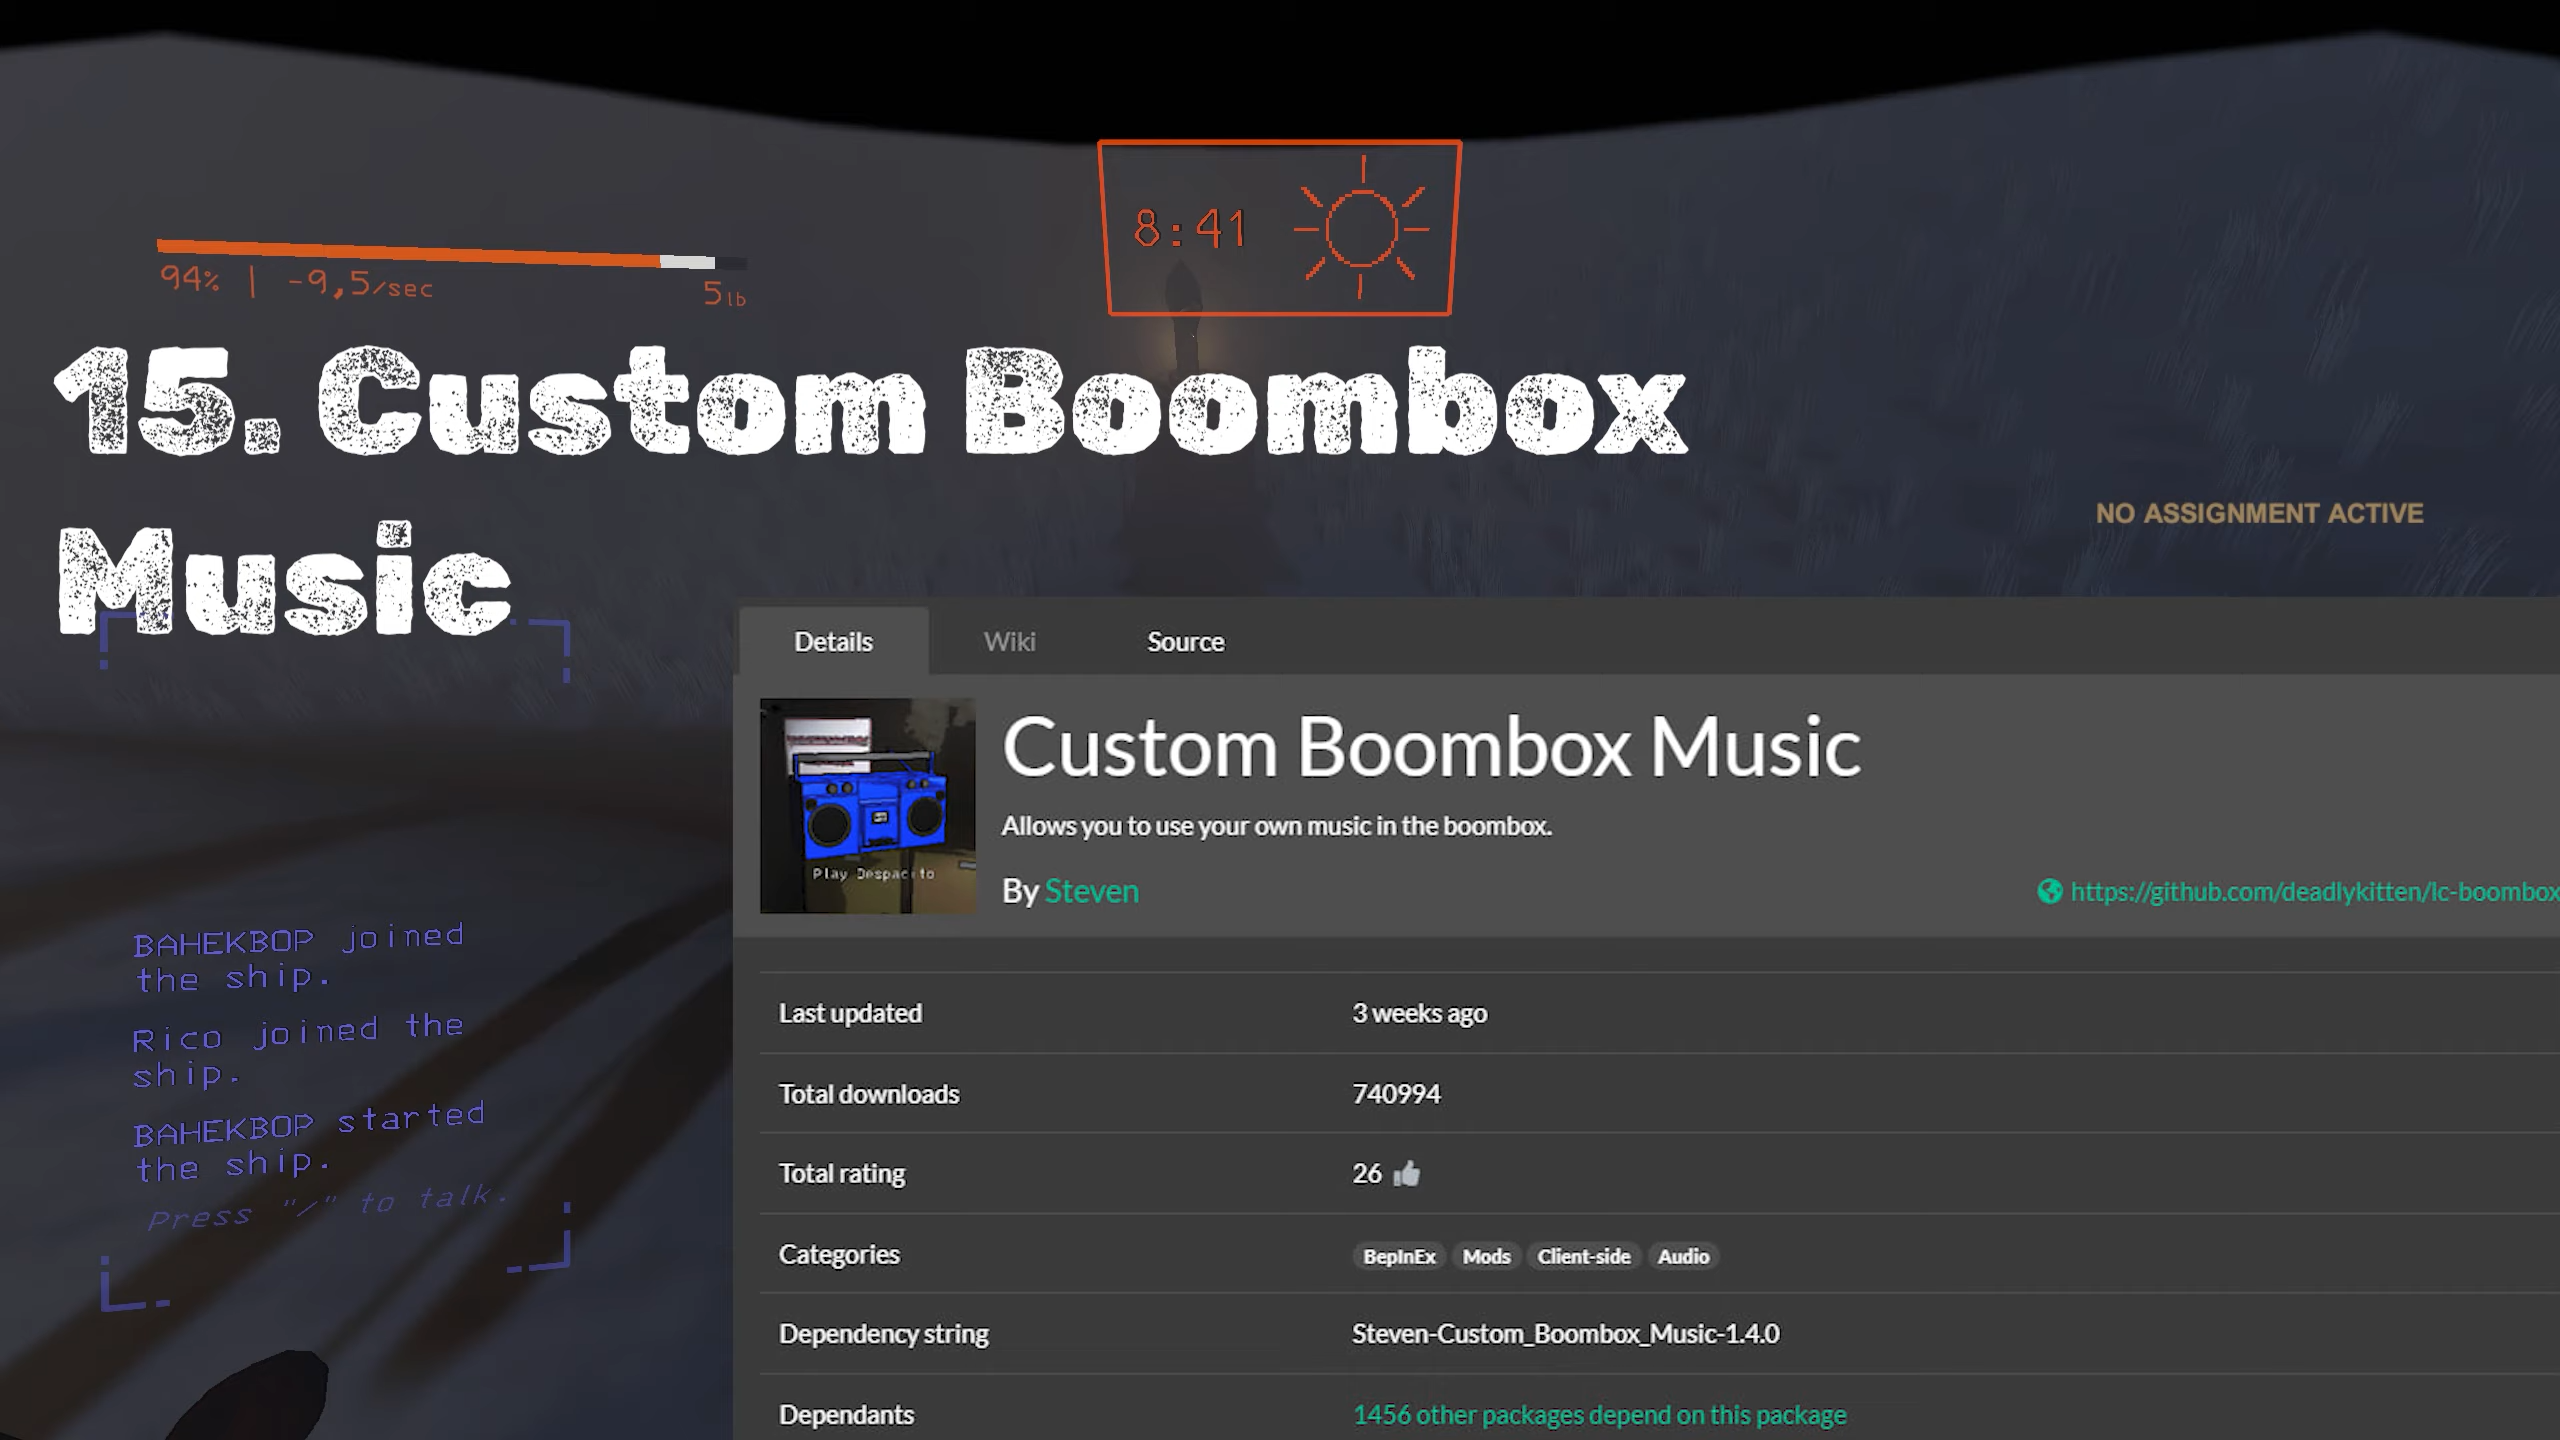 8:41
94% | -9,5/sec
5lb
15. Custom Boombox
Music
NO ASSIGNMENT ACTIVE
Details
Wiki
Source
Custom Boombox Music
Allows you to use your own music in the boombox.
Play Despacito
By Steven
https://github.com/deadlykitten/lc-boombox
BAHEKBOP joined
the ship.
Rico joined the
ship.
BAHEKBOP started
the ship.
Press "/" to talk.
Last updated 3 weeks ago
Total downloads 740994
Total rating 26
Categories BepInEx Mods Client-side Audio
Dependency string Steven-Custom_Boombox_Music-1.4.0
Dependants 1456 other packages depend on this package